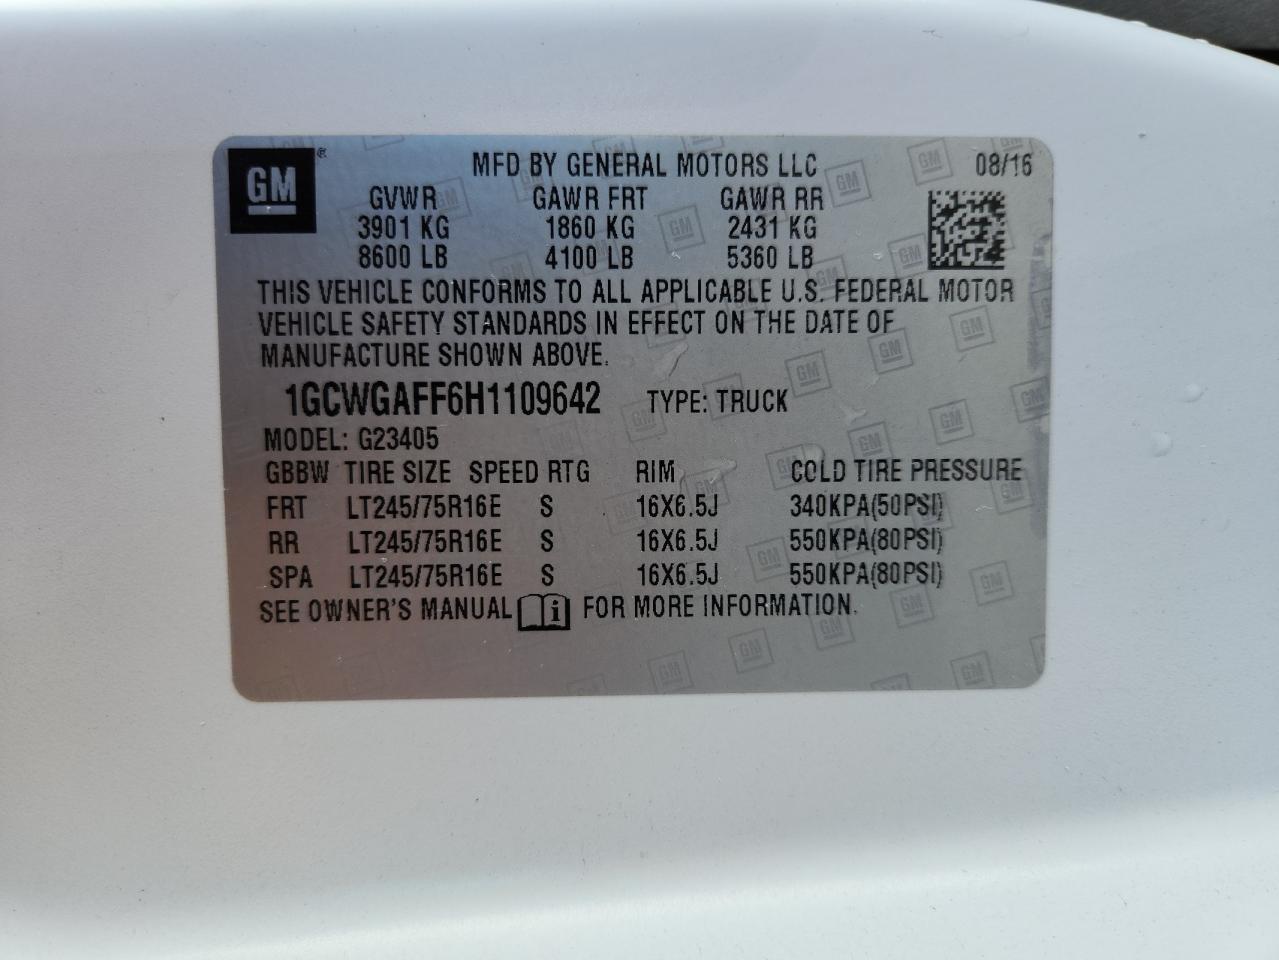 GM® MFD BY GENERAL MOTORS LLC 08/16
GVWR GAWR FRT GAWR RR
3901 KG 1860 KG 2431 KG
8600 LB 4100 LB 5360 LB
THIS VEHICLE CONFORMS TO ALL APPLICABLE U.S. FEDERAL MOTOR
VEHICLE SAFETY STANDARDS IN EFFECT ON THE DATE OF
MANUFACTURE SHOWN ABOVE.
1GCWGAFF6H1109642 TYPE: TRUCK
MODEL: G23405
GBBW TIRE SIZE SPEED RTG RIM COLD TIRE PRESSURE
FRT LT245/75R16E S 16X6.5J 340KPA(50PSI)
RR LT245/75R16E S 16X6.5J 550KPA(80PSI)
SPA LT245/75R16E S 16X6.5J 550KPA(80PSI)
SEE OWNER'S MANUAL i FOR MORE INFORMATION.